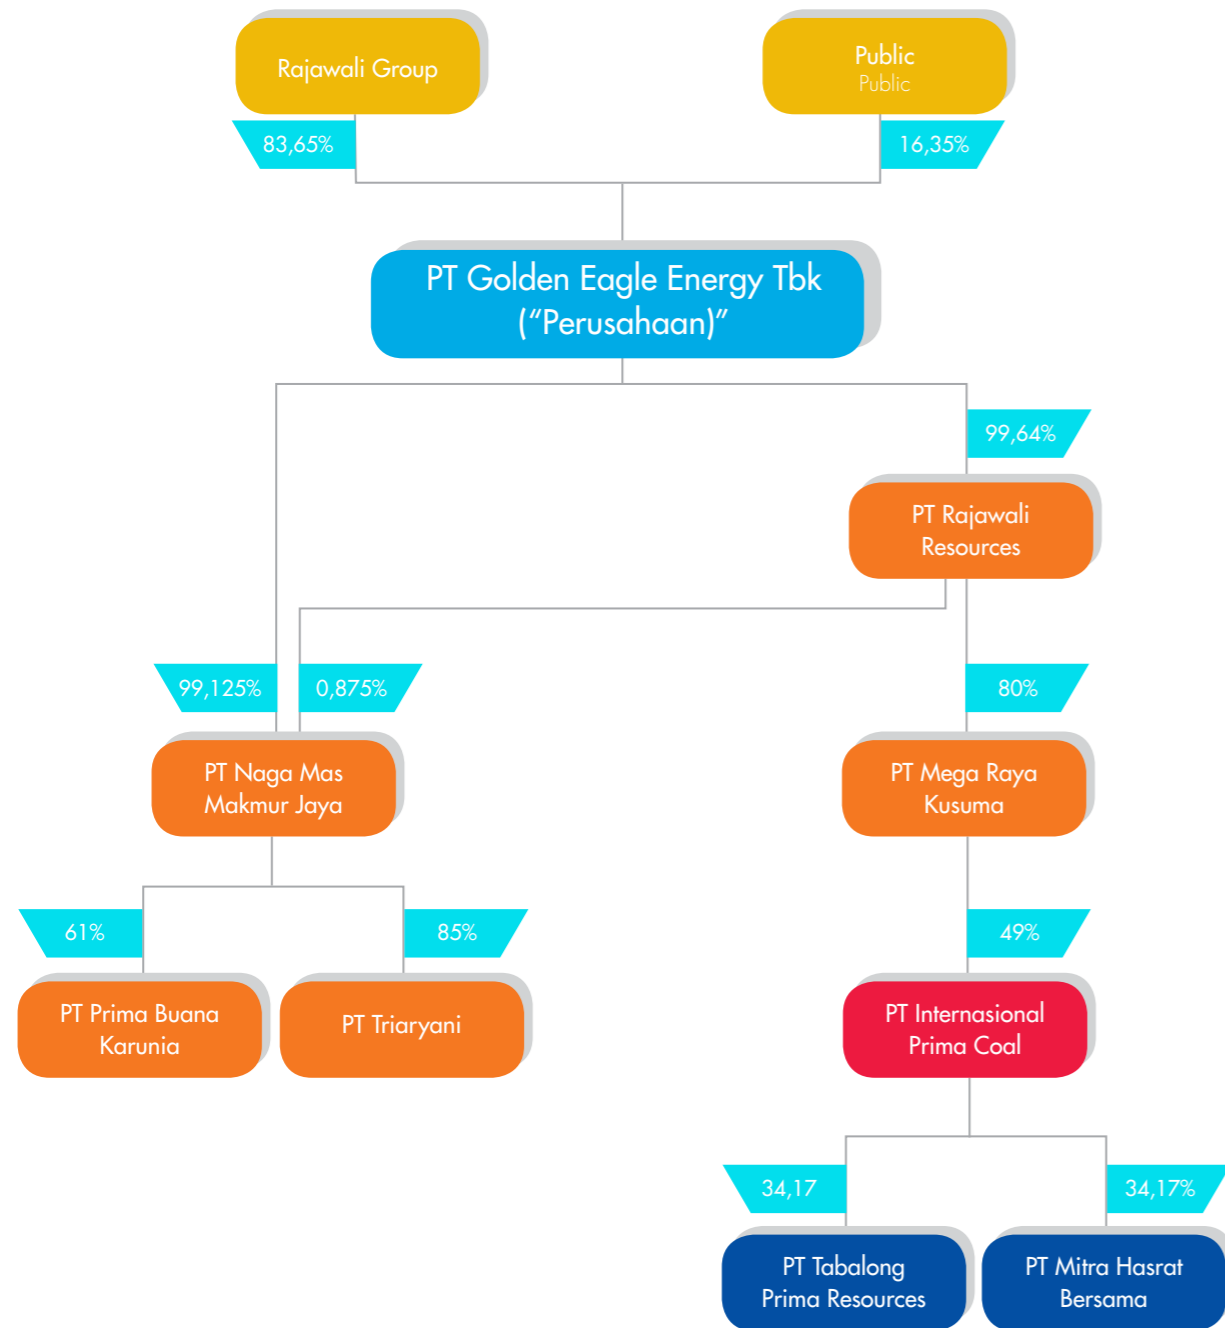 Rajawali Group
Public
Public
83,65%
16,35%
PT Golden Eagle Energy Tbk
(“Perusahaan)”
99,64%
PT Rajawali
Resources
99,125%
0,875%
80%
PT Naga Mas
Makmur Jaya
PT Mega Raya
Kusuma
61%
85%
49%
PT Prima Buana
Karunia
PT Triaryani
PT Internasional
Prima Coal
34,17
34,17%
PT Tabalong
Prima Resources
PT Mitra Hasrat
Bersama